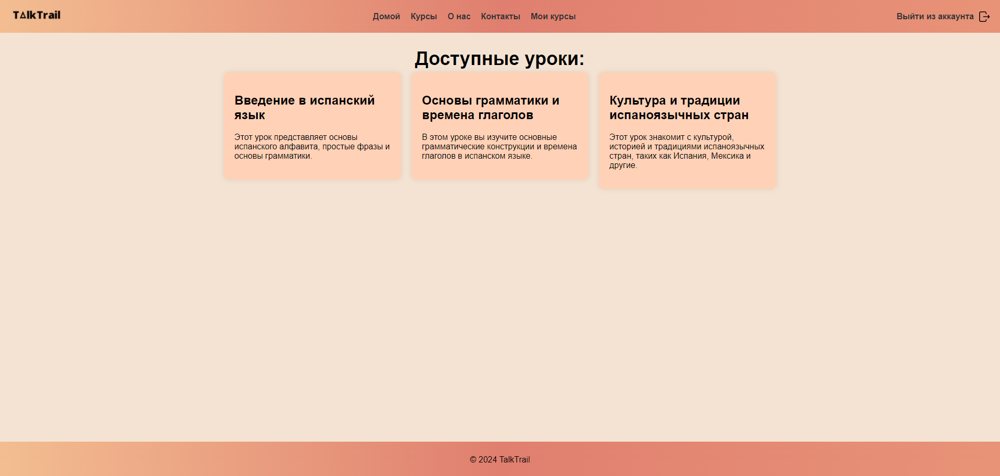 TalkTrail
Домой Курсы О нас Контакты Мои курсы
Выйти из аккаунта
Доступные уроки:
Введение в испанский
язык
Этот урок представляет основы
испанского алфавита, простые фразы и
основы грамматики.
Основы грамматики и
времена глаголов
В этом уроке вы изучите основные
грамматические конструкции и времена
глаголов в испанском языке.
Культура и традиции
испаноязычных стран
Этот урок знакомит с культурой,
историей и традициями испаноязычных
стран, таких как Испания, Мексика и
другие.
© 2024 TalkTrail